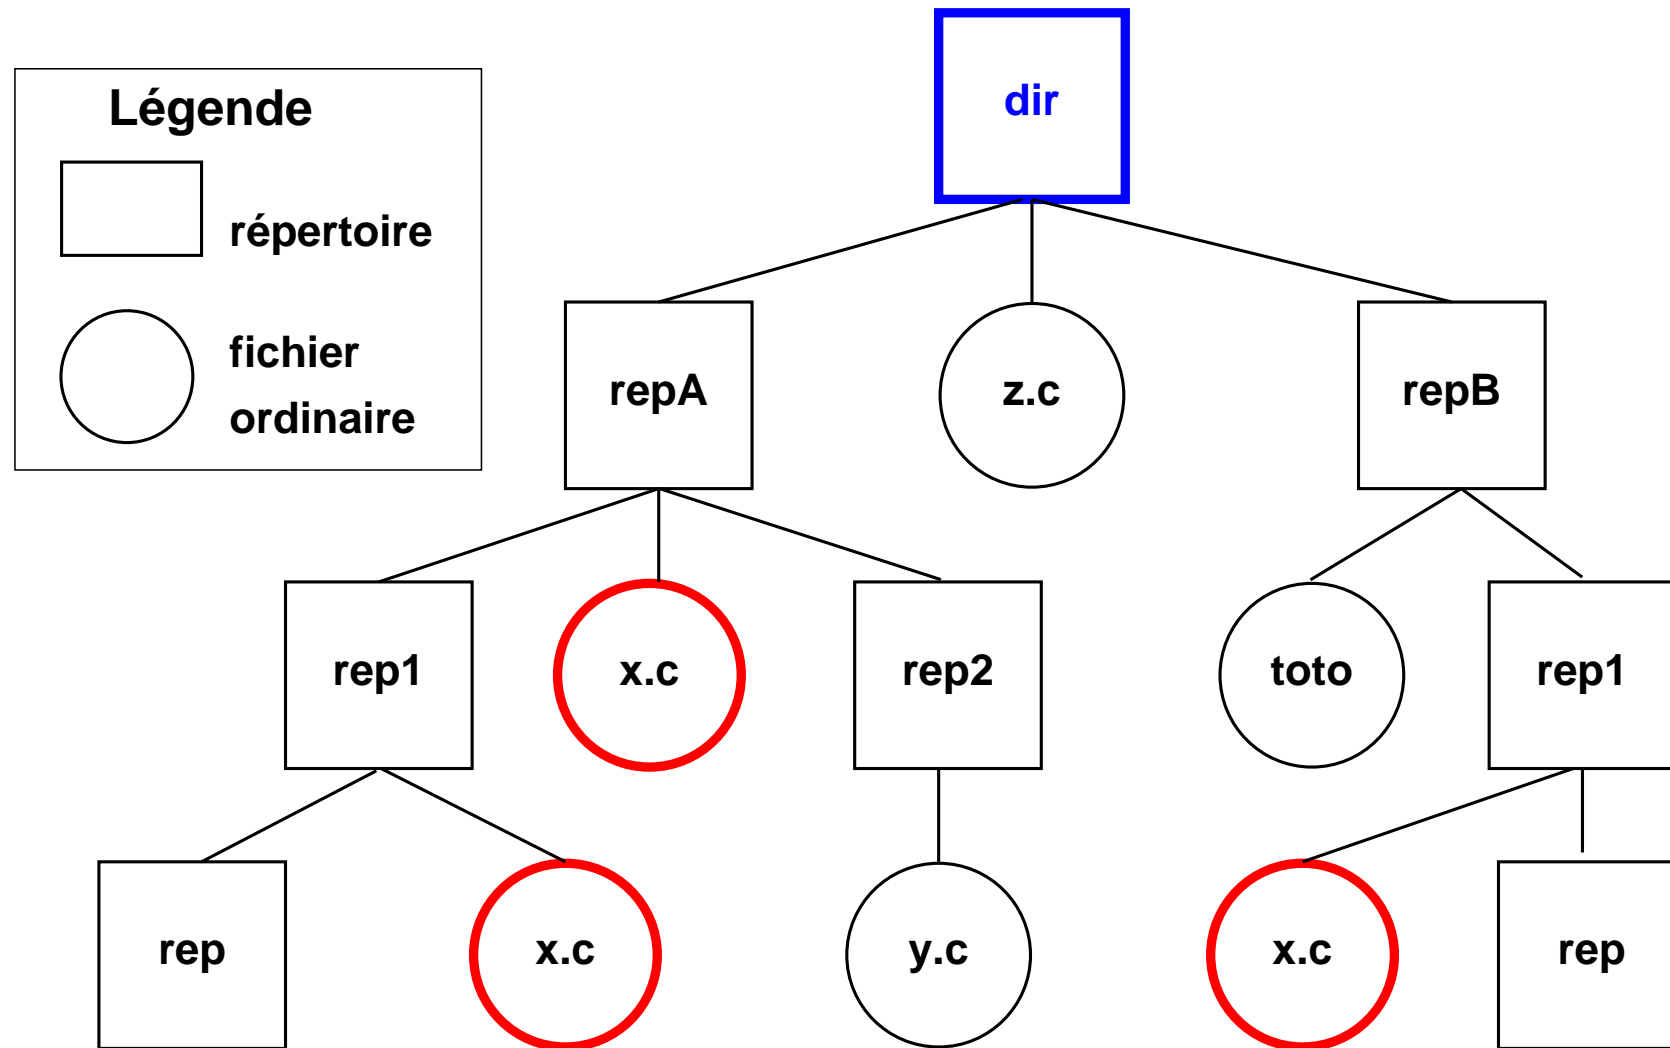 Légende
répertoire
fichier
ordinaire
dir
repA
z.c
repB
rep1
x.c
rep2
toto
rep1
rep
x.c
y.c
x.c
rep